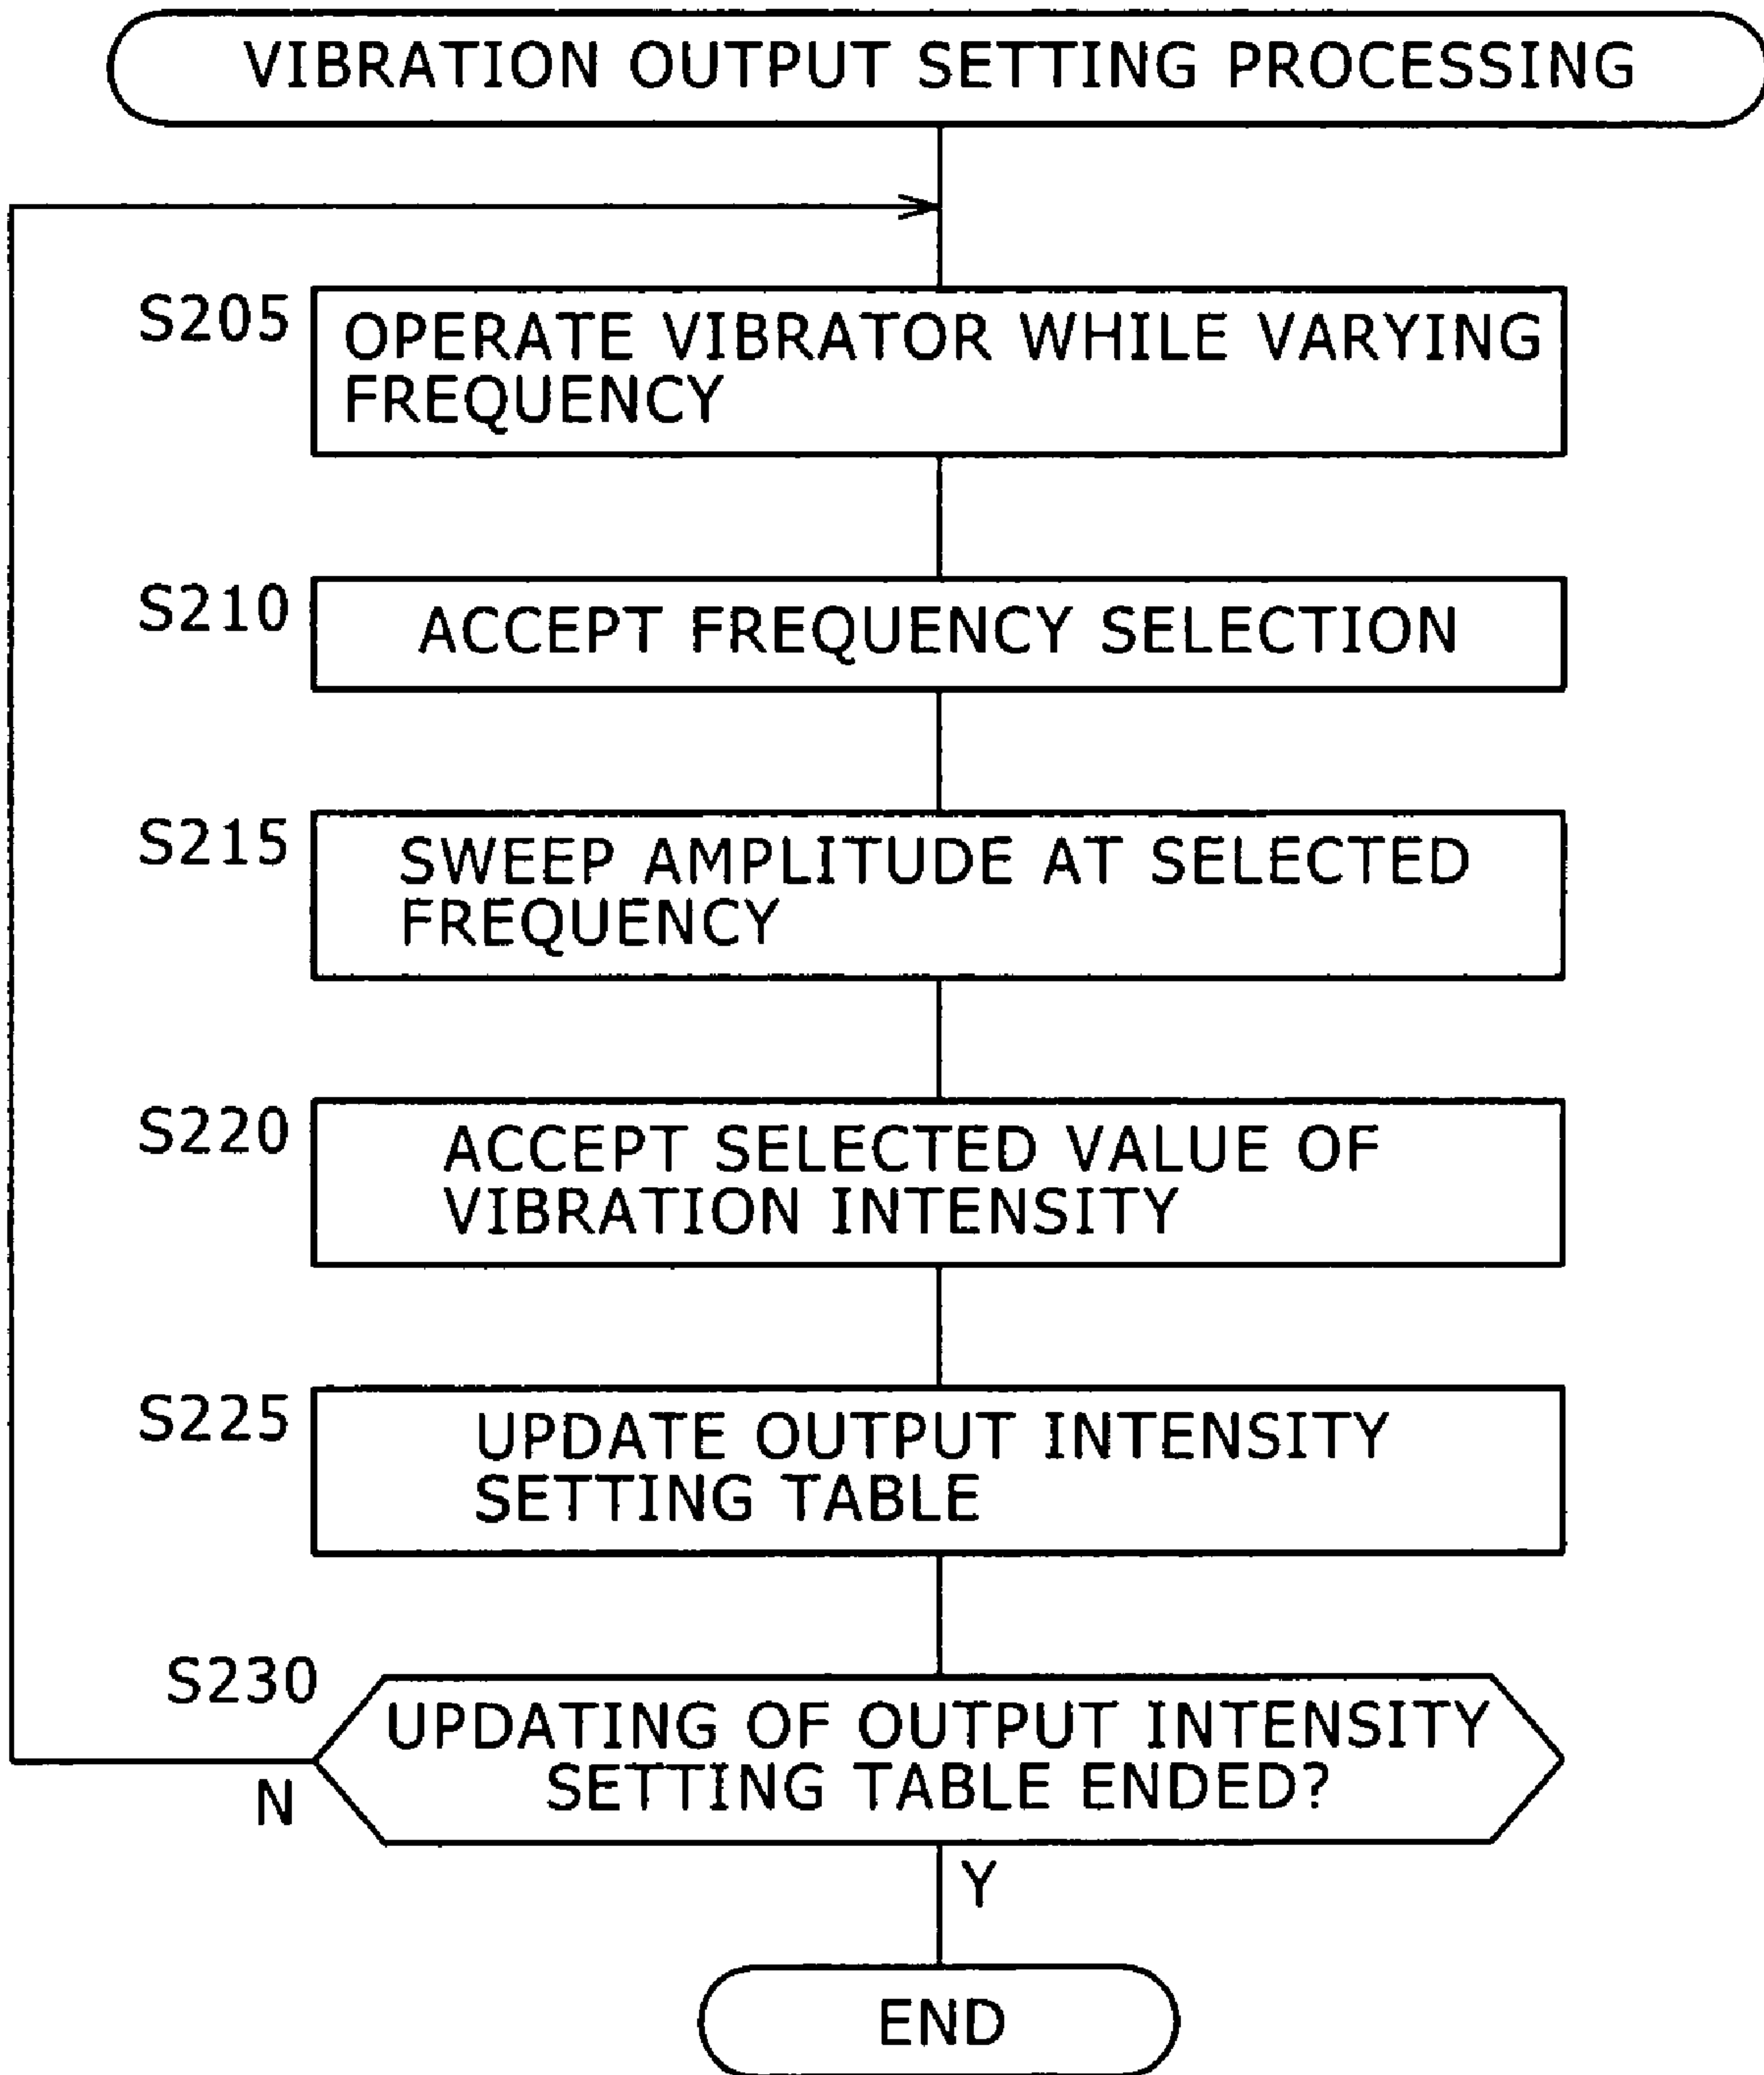 VIBRATION OUTPUT SETTING PROCESSING
S205
OPERATE VIBRATOR WHILE VARYING
FREQUENCY
S210
ACCEPT FREQUENCY SELECTION
S215
SWEEP AMPLITUDE AT SELECTED
FREQUENCY
S220
ACCEPT SELECTED VALUE OF
VIBRATION INTENSITY
S225
UPDATE OUTPUT INTENSITY
SETTING TABLE
S230
UPDATING OF OUTPUT INTENSITY
SETTING TABLE ENDED?
N
Y
END